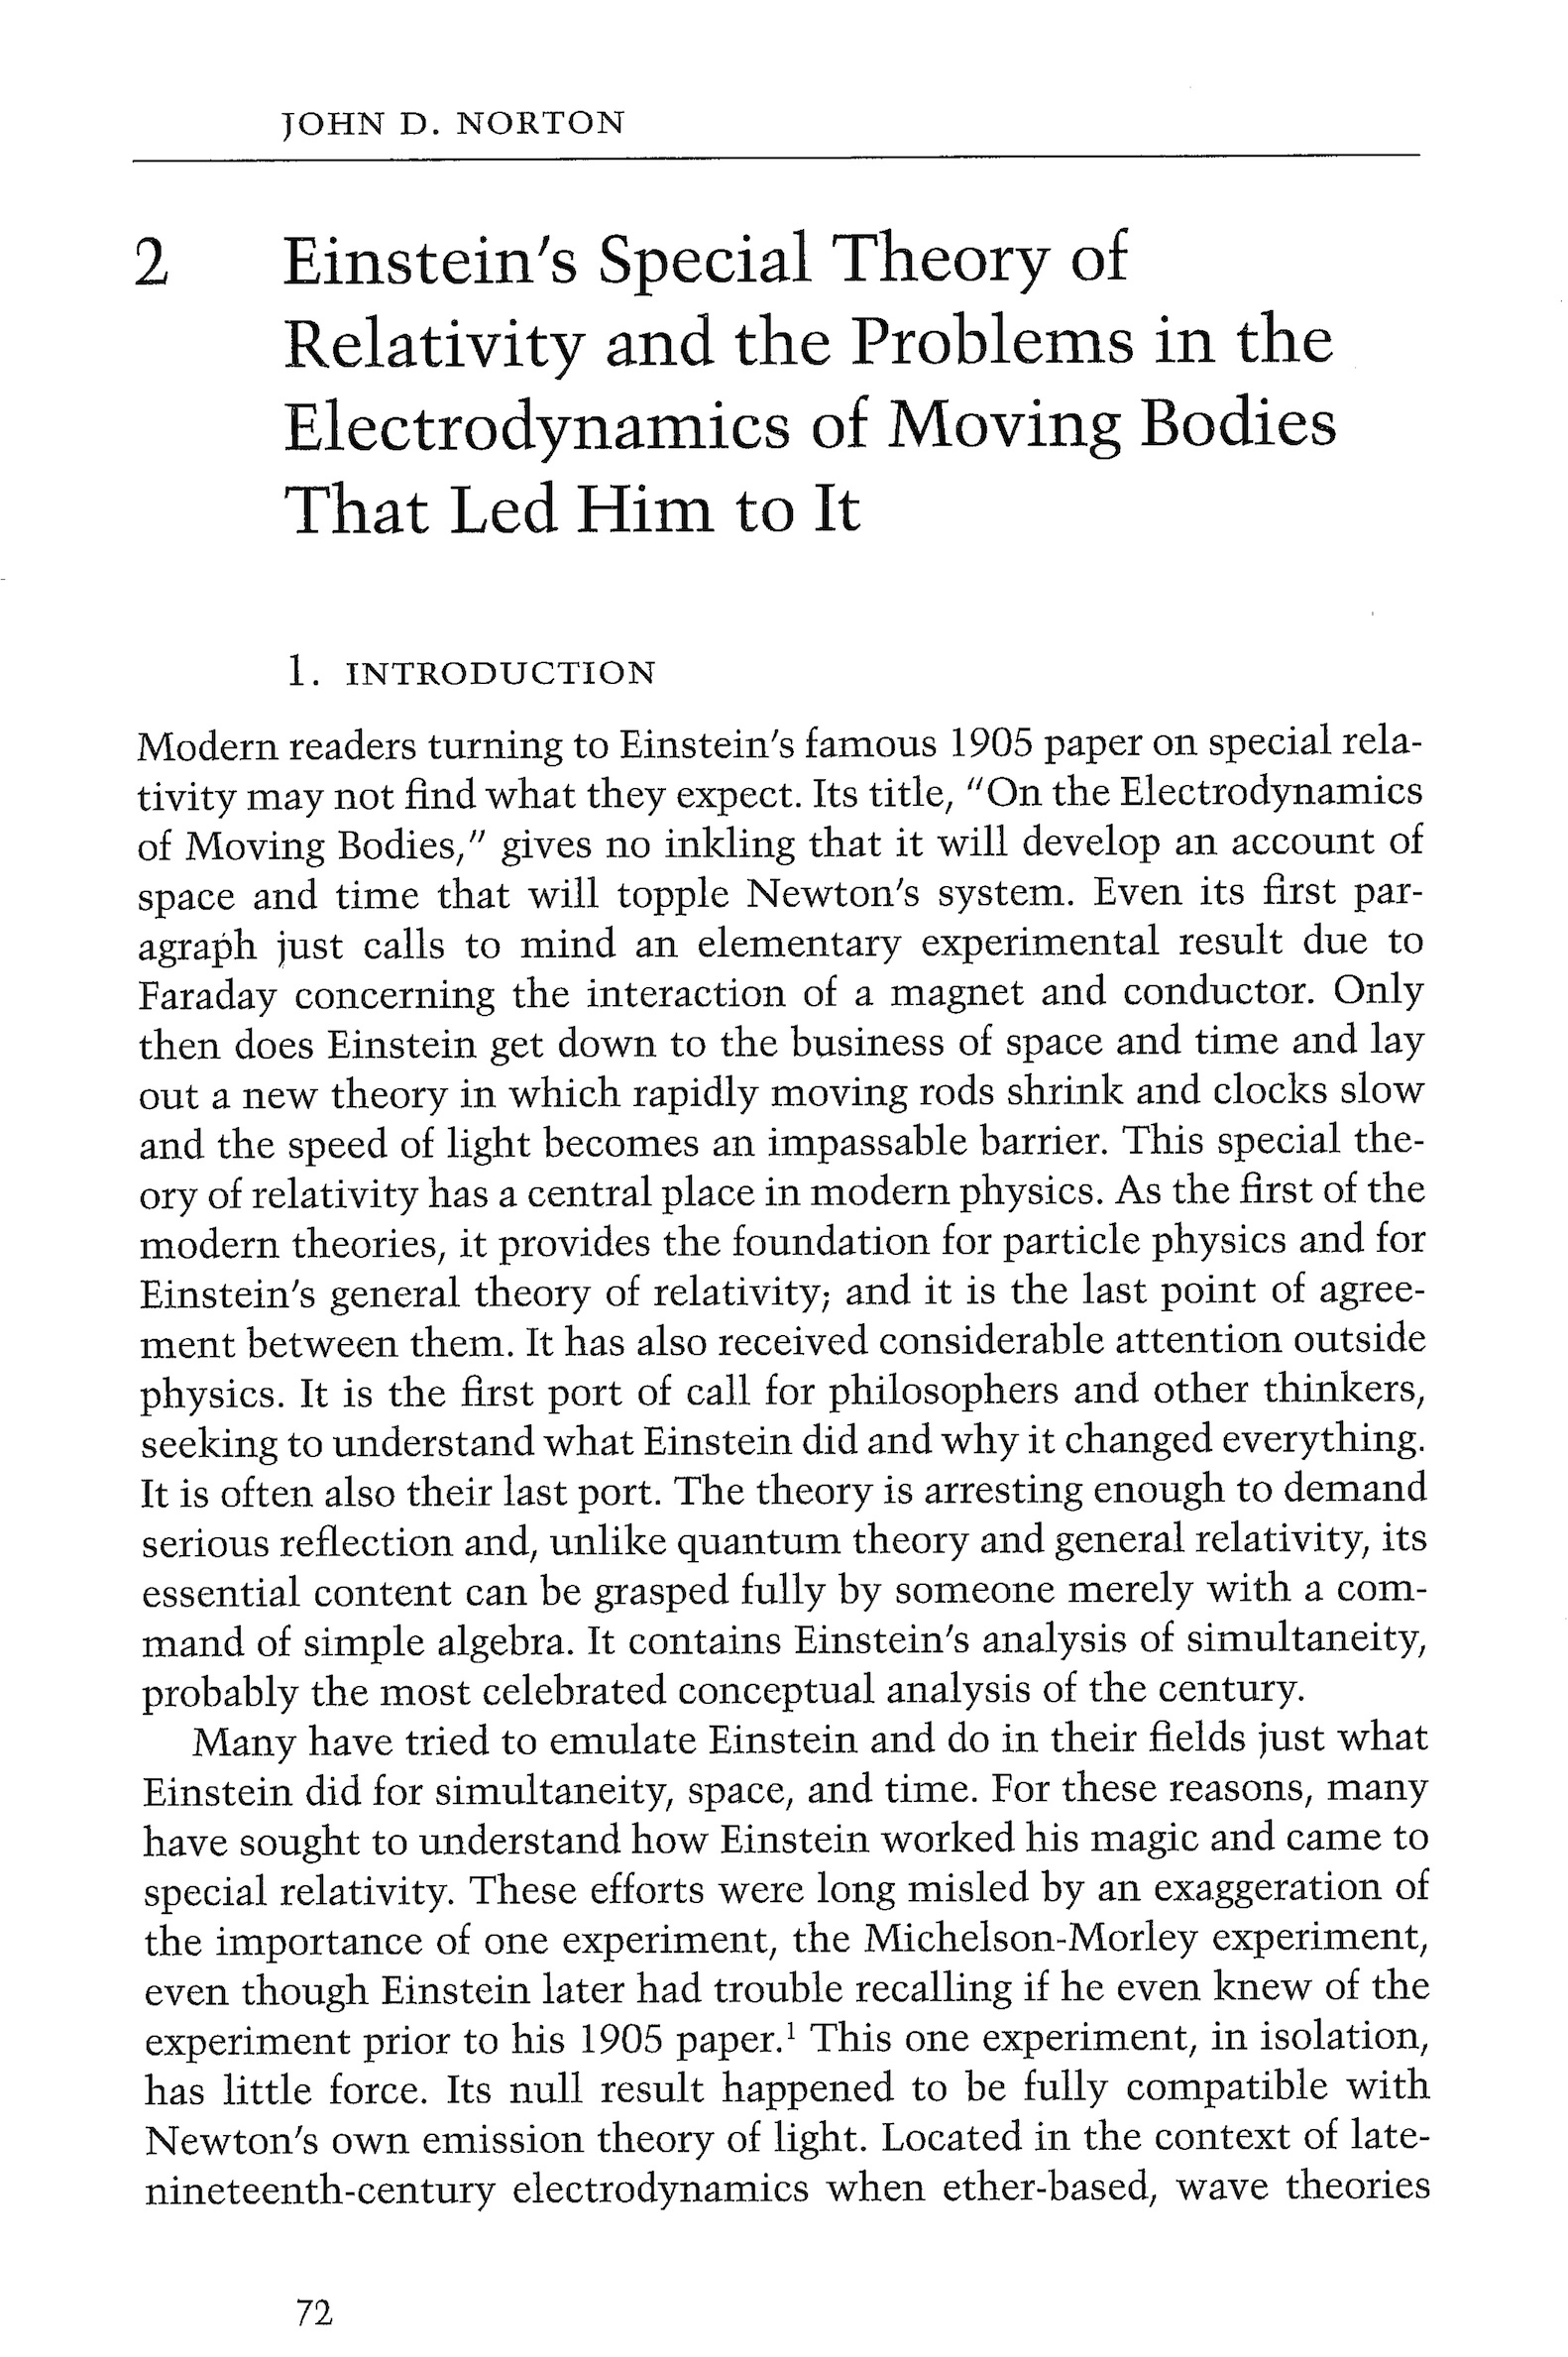 JOHN D. NORTON
2 Einstein's Special Theory of
Relativity and the Problems in the
Electrodynamics of Moving Bodies
That Led Him to It
1. INTRODUCTION
Modern readers turning to Einstein's famous 1905 paper on special rela-
tivity may not find what they expect. Its title, "On the Electrodynamics
of Moving Bodies," gives no inkling that it will develop an account of
space and time that will topple Newton's system. Even its first par-
agraph just calls to mind an elementary experimental result due to
Faraday concerning the interaction of a magnet and conductor. Only
then does Einstein get down to the business of space and time and lay
out a new theory in which rapidly moving rods shrink and clocks slow
and the speed of light becomes an impassable barrier. This special the-
ory of relativity has a central place in modern physics. As the first of the
modern theories, it provides the foundation for particle physics and for
Einstein's general theory of relativity; and it is the last point of agree-
ment between them. It has also received considerable attention outside
physics. It is the first port of call for philosophers and other thinkers,
seeking to understand what Einstein did and why it changed everything.
It is often also their last port. The theory is arresting enough to demand
serious reflection and, unlike quantum theory and general relativity, its
essential content can be grasped fully by someone merely with a com-
mand of simple algebra. It contains Einstein's analysis of simultaneity,
probably the most celebrated conceptual analysis of the century.
Many have tried to emulate Einstein and do in their fields just what
Einstein did for simultaneity, space, and time. For these reasons, many
have sought to understand how Einstein worked his magic and came to
special relativity. These efforts were long misled by an exaggeration of
the importance of one experiment, the Michelson-Morley experiment,
even though Einstein later had trouble recalling if he even knew of the
experiment prior to his 1905 paper.¹ This one experiment, in isolation,
has little force. Its null result happened to be fully compatible with
Newton's own emission theory of light. Located in the context of late-
nineteenth-century electrodynamics when ether-based, wave theories
72